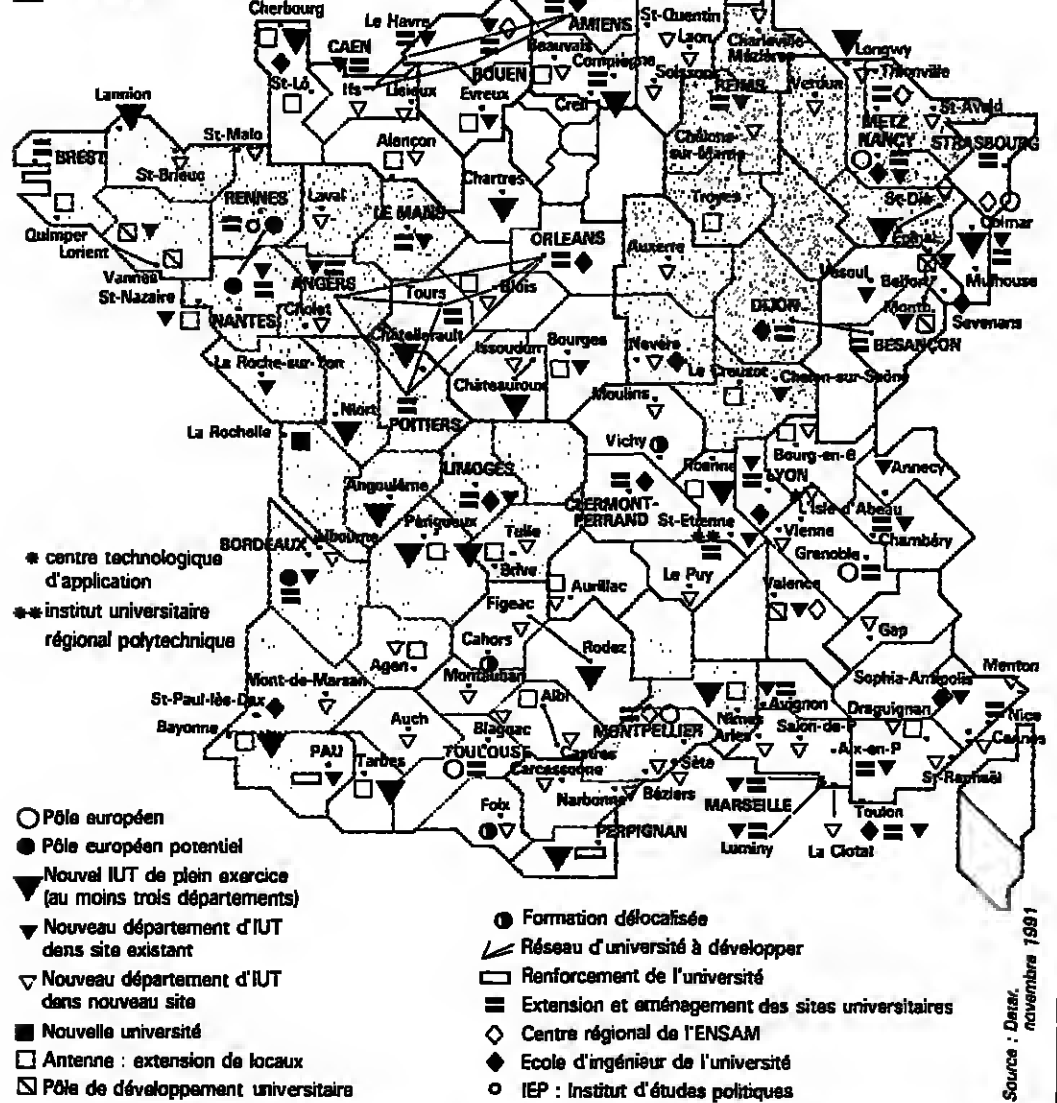 Cherbourg
Le Havre
AMIENS
St-Quentin
Laon
Charleville-
Mézières
Longwy
Thionville
CAEN
Beauvais
Compiègne
Soissons
REIMS
Verdun
St-Avold
METZ
NANCY
STRASBOURG
ROUEN
Evreux
Creil
Ifs
Lisieux
St-Lô
Lannion
St-Malo
Alençon
Châlons-
sur-Marne
BREST
St-Brieuc
RENNES
Laval
Chartres
Troyes
St-Dié
Colmar
LE MANS
Quimper
Lorient
Vannes
St-Nazaire
ORLEANS
Auxerre
Epinal
Vesoul
Belfort
Mulhouse
ANGERS
Tours
Blois
Montb.
Sevenans
NANTES
Cholet
DIJON
BESANÇON
Châtellerault
Issoudun
Bourges
Nevers
Le Creuset
Chalon-sur-Saône
La Roche-sur-Yon
Châteauroux
Moulins
Niort
POITIERS
La Rochelle
Vichy
Roanne
Bourg-en-B
LYON
Annecy
LIMOGES
Angoulême
CLERMONT-
FERRAND
St-Etienne
L'Isle d'Abeau
Périgueux
Tulle
Vienne
Chambéry
BORDEAUX
Libourne
Brive
Grenoble
* centre technologique
d'application
Le Puy
Valence
Aurillac
** institut universitaire
régional polytechnique
Figeac
Cahors
Rodez
Gap
Agen
Menton
Mont-de-Marsan
Montauban
Albi
Sophia-Antipolis
St-Paul-lès-Dax
Nîmes
Avignon
Draguignan
Bayonne
Auch
Blagnac
MONTPELLIER
Arles
Salon-de-
Nice
Cannes
PAU
Tarbes
TOULOUSE
Castres
Aix-en-P
Carcassonne
Sète
St-Raphaël
Narbonne
Béziers
MARSEILLE
Foix
Toulon
PERPIGNAN
Luminy
La Ciotat
Pôle européen
Pôle européen potentiel
Nouvel IUT de plein exercice
(au moins trois départements)
Nouveau département d'IUT
dans site existant
Nouveau département d'IUT
dans nouveau site
Nouvelle université
Antenne : extension de locaux
Pôle de développement universitaire
Formation délocalisée
Réseau d'université à développer
Renforcement de l'université
Extension et aménagement des sites universitaires
Centre régional de l'ENSAM
Ecole d'ingénieur de l'université
IEP : Institut d'études politiques
Source : Datar.
novembre 1991